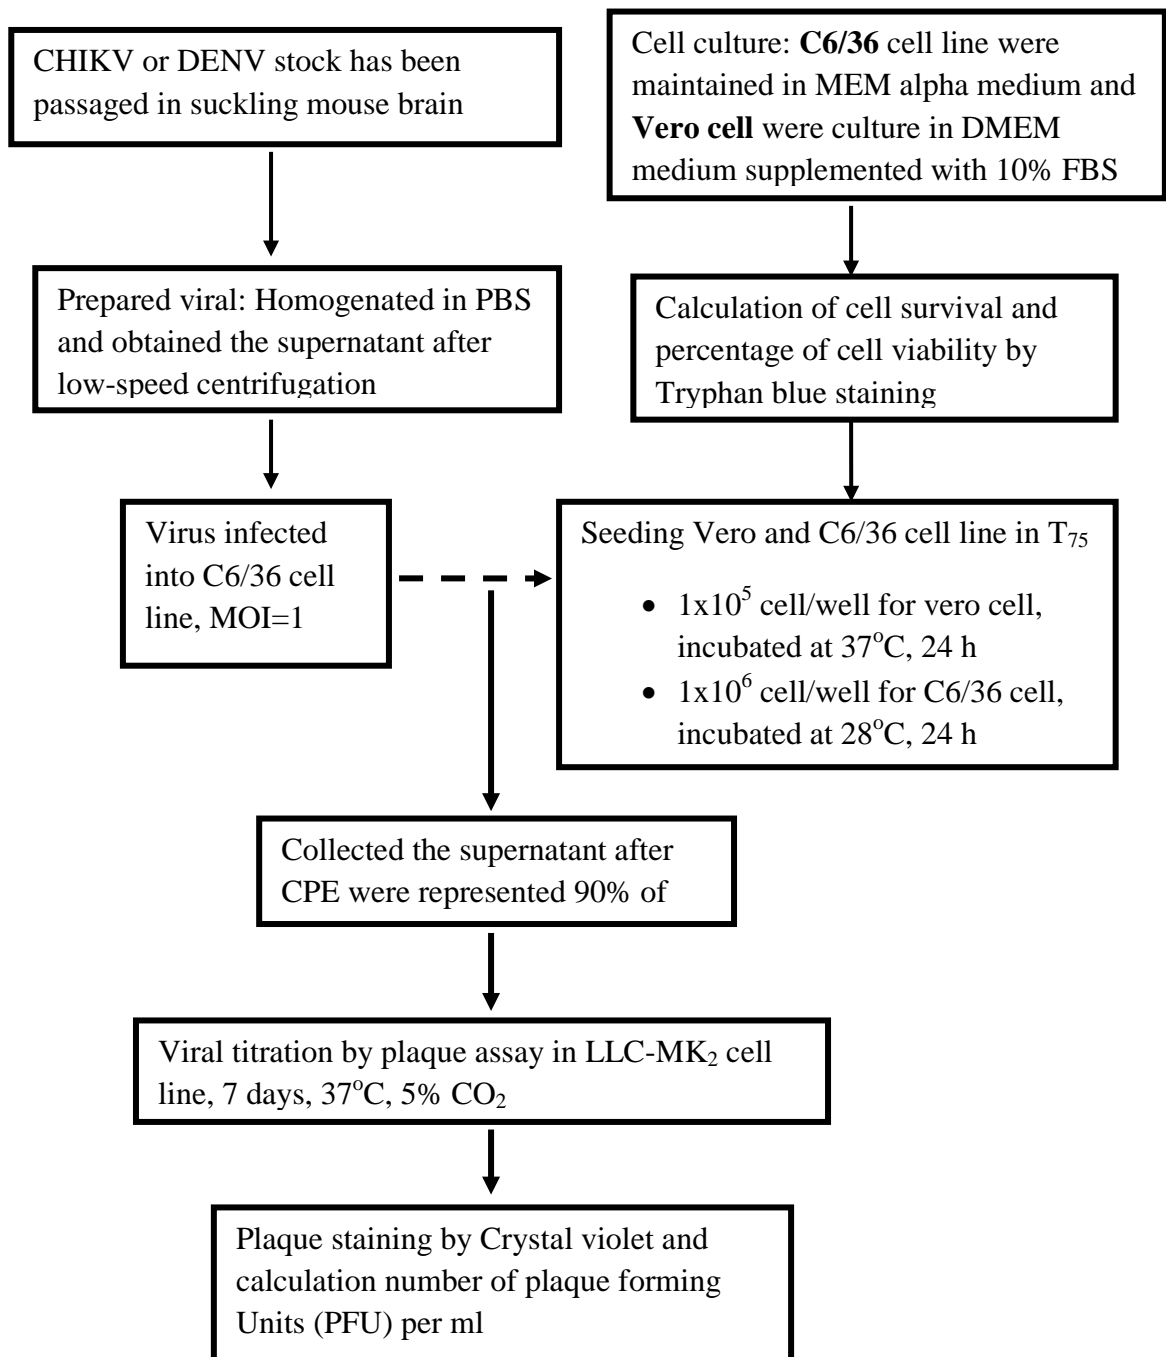 CHIKV or DENV stock has been
passaged in suckling mouse brain
Cell culture: C6/36 cell line were
maintained in MEM alpha medium and
Vero cell were culture in DMEM
medium supplemented with 10% FBS
Prepared viral: Homogenated in PBS
and obtained the supernatant after
low-speed centrifugation
Calculation of cell survival and
percentage of cell viability by
Tryphan blue staining
Virus infected
into C6/36 cell
line, MOI=1
Seeding Vero and C6/36 cell line in T₇₅
• 1x10⁵ cell/well for vero cell,
incubated at 37°C, 24 h
• 1x10⁶ cell/well for C6/36 cell,
incubated at 28°C, 24 h
Collected the supernatant after
CPE were represented 90% of
Viral titration by plaque assay in LLC-MK₂ cell
line, 7 days, 37°C, 5% CO₂
Plaque staining by Crystal violet and
calculation number of plaque forming
Units (PFU) per ml